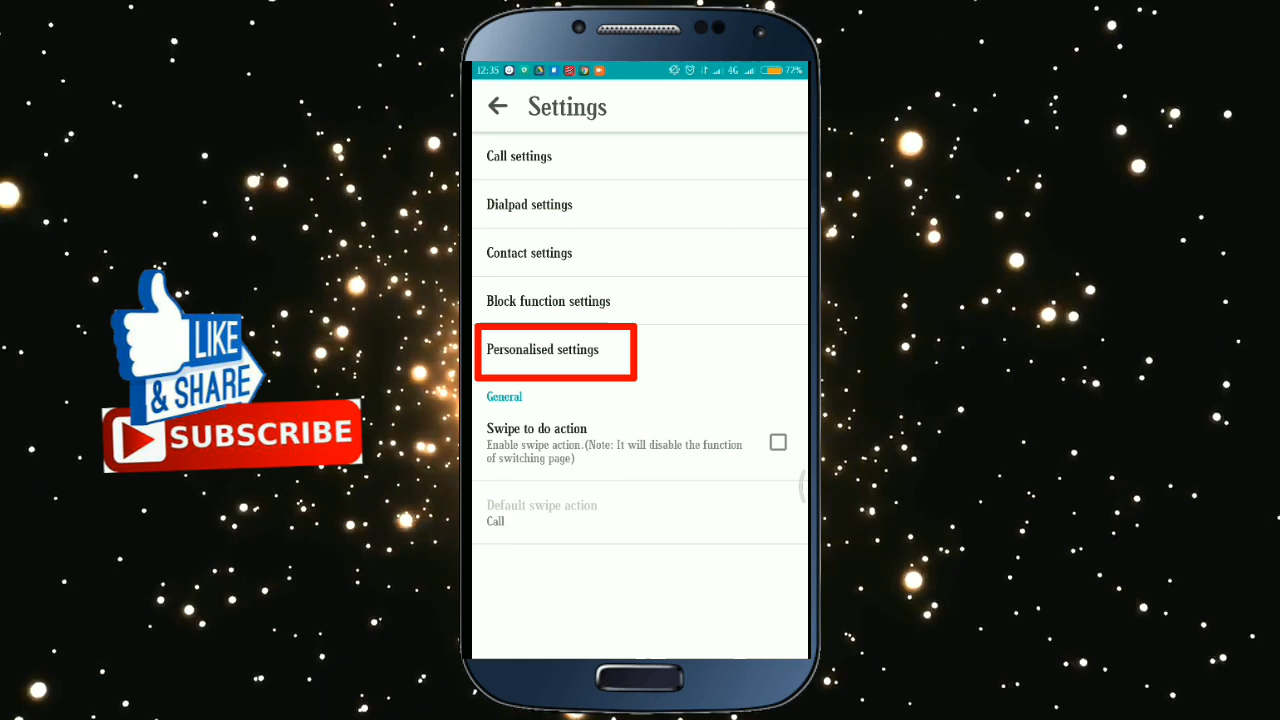 12:35 4G 72%
Settings
Call settings
Dialpad settings
Contact settings
Block function settings
Personalised settings
General
Swipe to do action
Enable swipe action.(Note: It will disable the function
of switching page)
Default swipe action
Call
LIKE
& SHARE
SUBSCRIBE